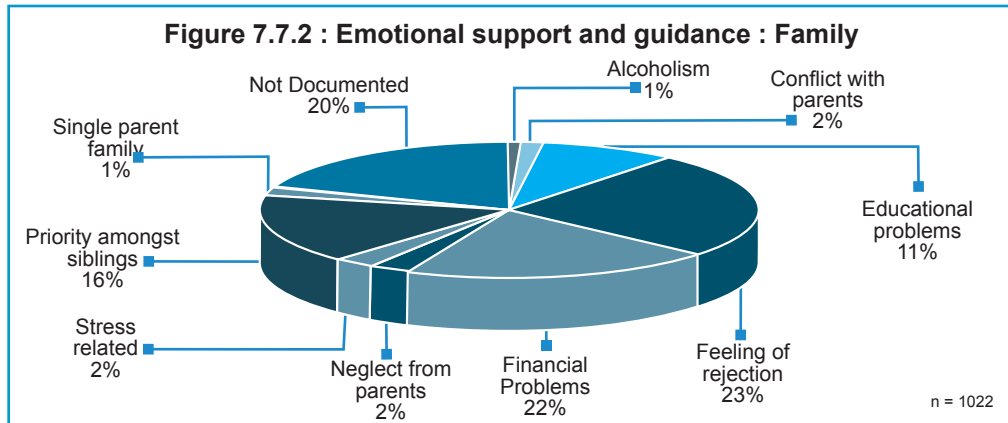 Figure 7.7.2 : Emotional support and guidance : Family
Alcoholism
1%
Conflict with
parents
2%
Educational
problems
11%
Feeling of
rejection
23%
Financial
Problems
22%
Neglect from
parents
2%
Stress
related
2%
Priority amongst
siblings
16%
Single parent
family
1%
Not Documented
20%
n = 1022